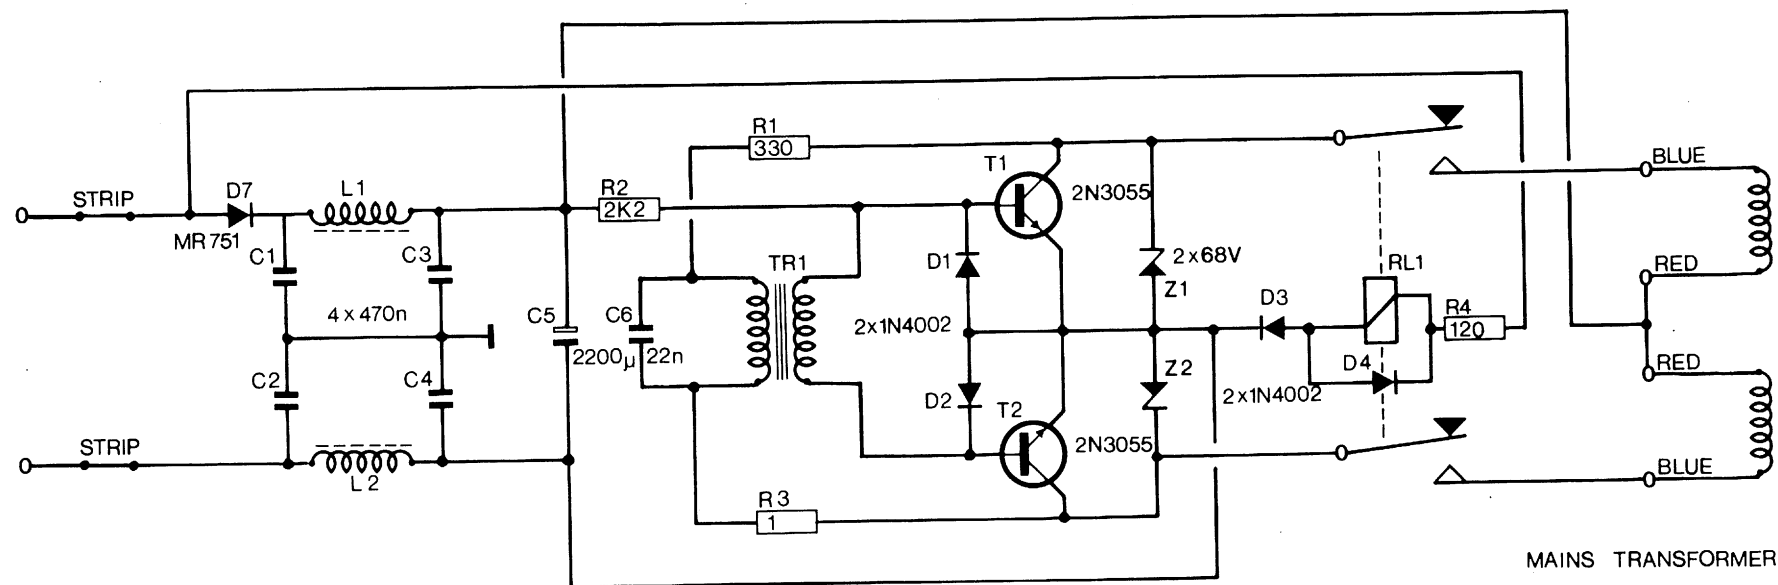 R1
330
BLUE
T1
2N3055
STRIP
D7
L1
R2
2K2
MR751
C1
C3
D1
TR1
2x68V
Z1
RED
RL1
D3
R4
120
4x470n
C5
C6
2x1N4002
2200μ
22n
Z2
D4
RED
C2
C4
D2
T2
2x1N4002
2N3055
STRIP
L2
BLUE
R3
1
MAINS TRANSFORMER